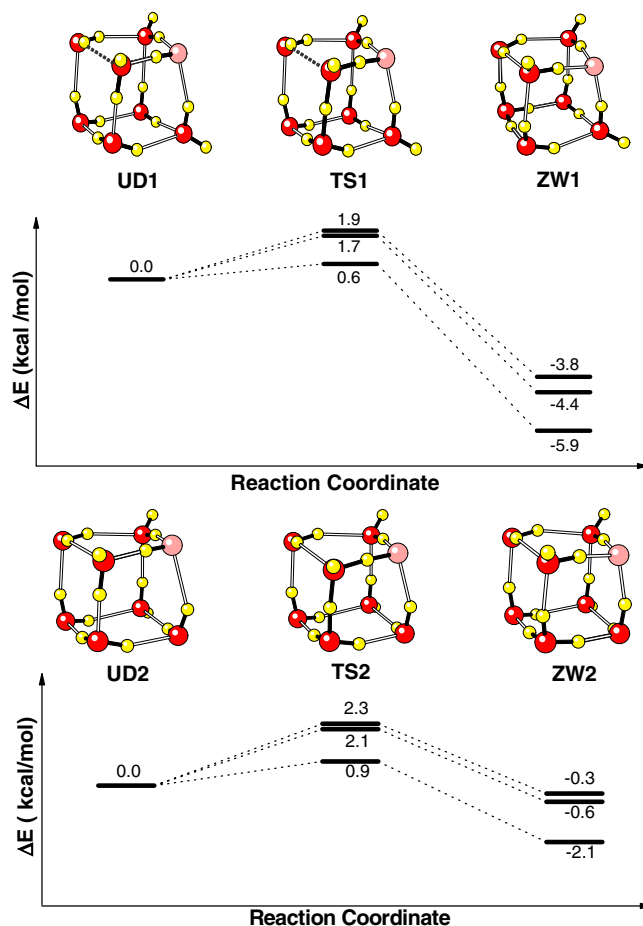 UD1 TS1 ZW1
1.9
0.0
1.7
0.6
-3.8
-4.4
-5.9
ΔE (kcal /mol)
Reaction Coordinate
UD2 TS2 ZW2
2.3
0.0
2.1
0.9
-0.3
-0.6
-2.1
ΔE ( kcal/mol)
Reaction Coordinate